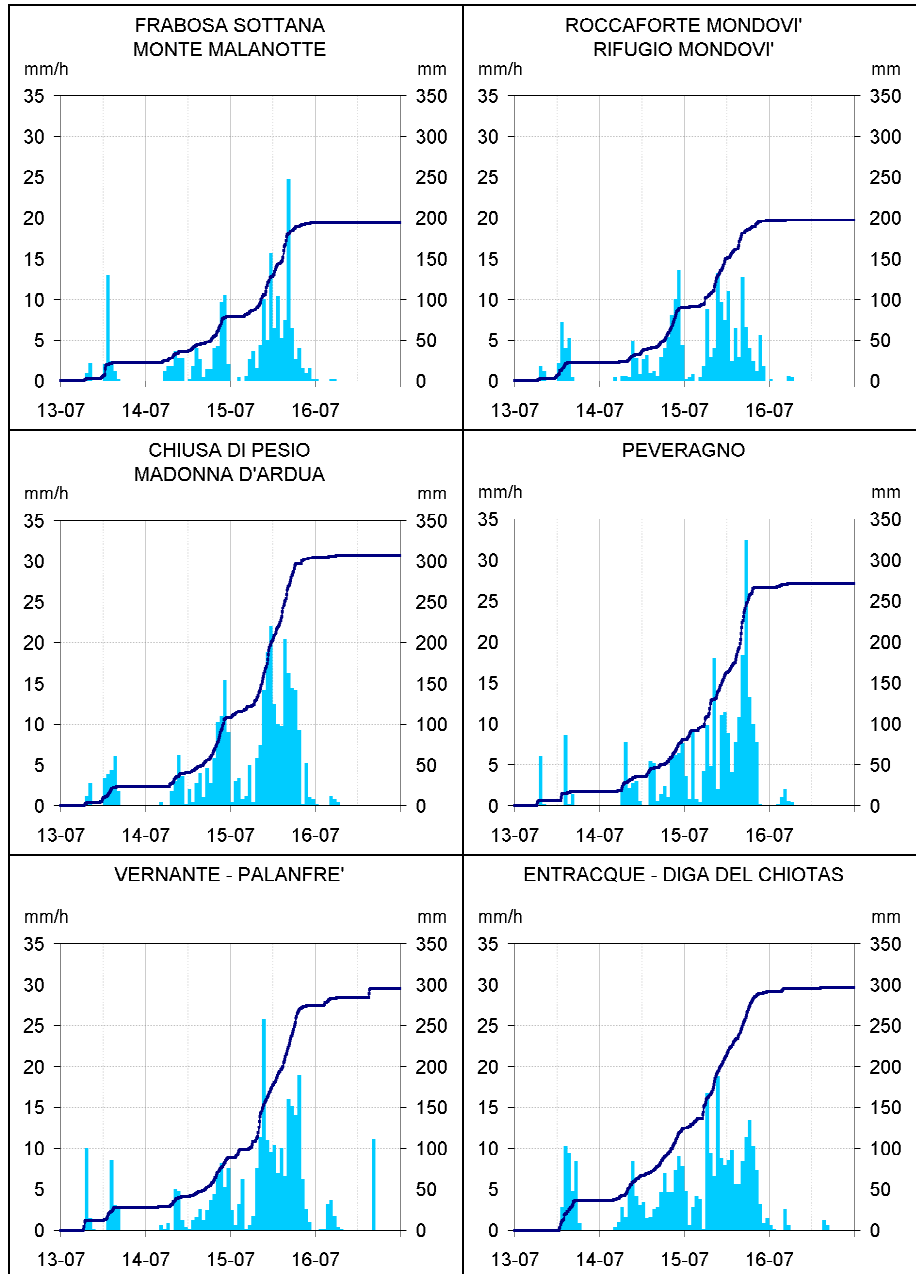 FRABOSA SOTTANA
MONTE MALANOTTE
mm/h mm
35 350
30 300
25 250
20 200
15 150
10 100
5 50
0 0
13-07 14-07 15-07 16-07
ROCCAFORTE MONDOVI'
RIFUGIO MONDOVI'
mm/h mm
35 350
30 300
25 250
20 200
15 150
10 100
5 50
0 0
13-07 14-07 15-07 16-07
CHIUSA DI PESIO
MADONNA D'ARDUA
mm/h mm
35 350
30 300
25 250
20 200
15 150
10 100
5 50
0 0
13-07 14-07 15-07 16-07
PEVERAGNO
mm/h mm
35 350
30 300
25 250
20 200
15 150
10 100
5 50
0 0
13-07 14-07 15-07 16-07
VERNANTE - PALANFRE'
mm/h mm
35 350
30 300
25 250
20 200
15 150
10 100
5 50
0 0
13-07 14-07 15-07 16-07
ENTRACQUE - DIGA DEL CHIOTAS
mm/h mm
35 350
30 300
25 250
20 200
15 150
10 100
5 50
0 0
13-07 14-07 15-07 16-07